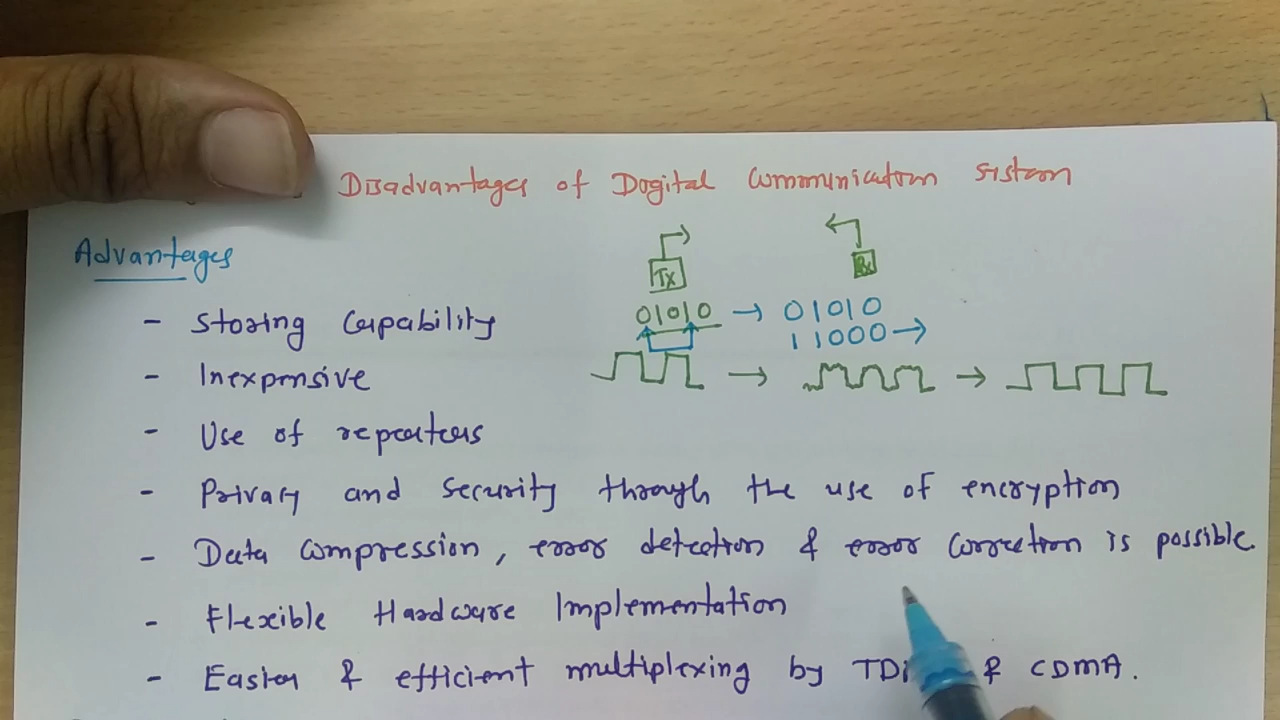 Disadvantages of Digital Communication Sistem
Advantages
Tx
Rx
01010 → 01010
11000 →
- Storing Capability
- Inexpensive
- Use of repeaters
- Privacy and Security through the use of encryption
- Data Compression, error detection & error Correction is possible.
- Flexible Hardware Implementation
- Easier & efficient multiplexing by & CDMA.